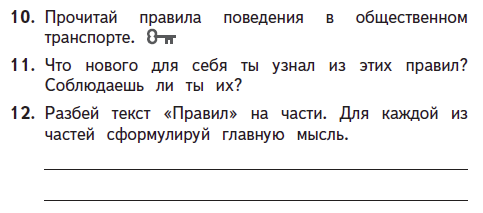 10. Прочитай правила поведения в общественном
транспорте.
11. Что нового для себя ты узнал из этих правил?
Соблюдаешь ли ты их?
12. Разбей текст «Правил» на части. Для каждой из
частей сформулируй главную мысль.